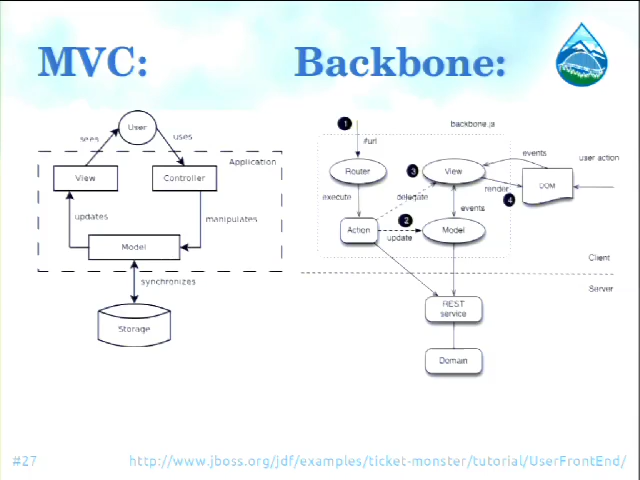 MVC:
Backbone:
User
sees
uses
Application
View
Controller
updates
manipulates
Model
synchronizes
Storage
1
backbone.js
#url
events
user action
Router
3
View
DOM
render
4
execute
delegate
2
events
Action
update
Model
Client
Server
REST
service
Domain
#27
http://www.jboss.org/jdf/examples/ticket-monster/tutorial/UserFrontEnd/